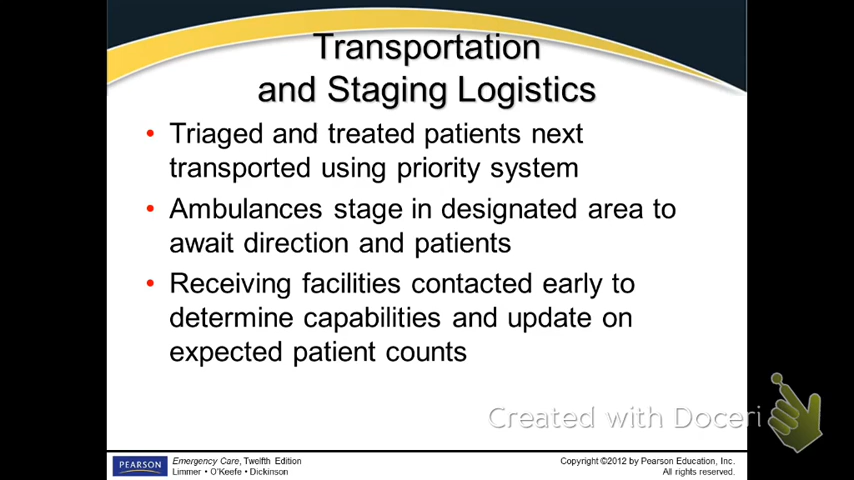 Transportation
and Staging Logistics
• Triaged and treated patients next
transported using priority system
• Ambulances stage in designated area to
await direction and patients
• Receiving facilities contacted early to
determine capabilities and update on
expected patient counts
Created with Doceri
PEARSON
Emergency Care, Twelfth Edition
Limmer • O'Keefe • Dickinson
Copyright ©2012 by Pearson Education, Inc.
All rights reserved.